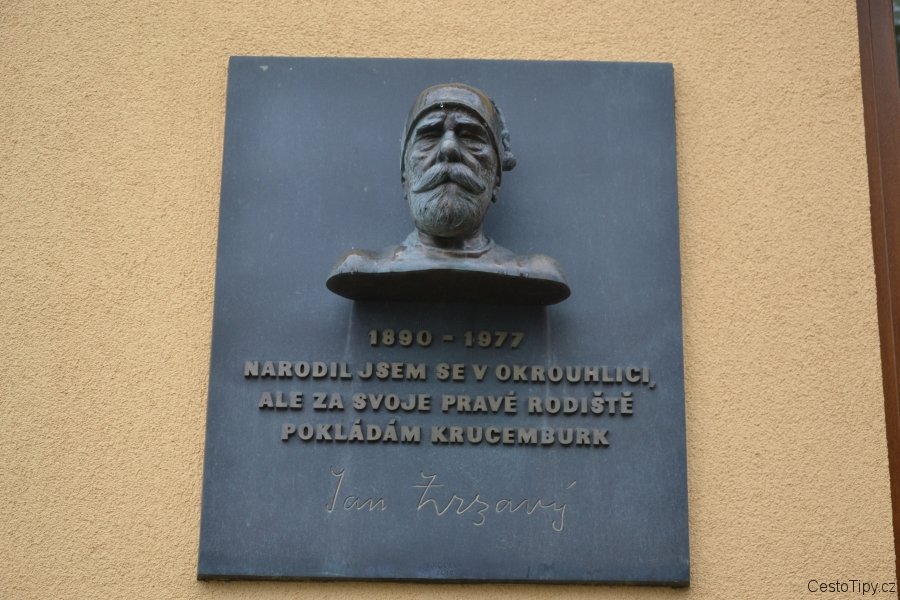 1890 - 1977
NARODIL JSEM SE V OKROUHLICI,
ALE ZA SVOJE PRAVÉ RODIŠTĚ
POKLÁDÁM KRUCEMBURK
Jan Zrzavý
CestoTipy.cz